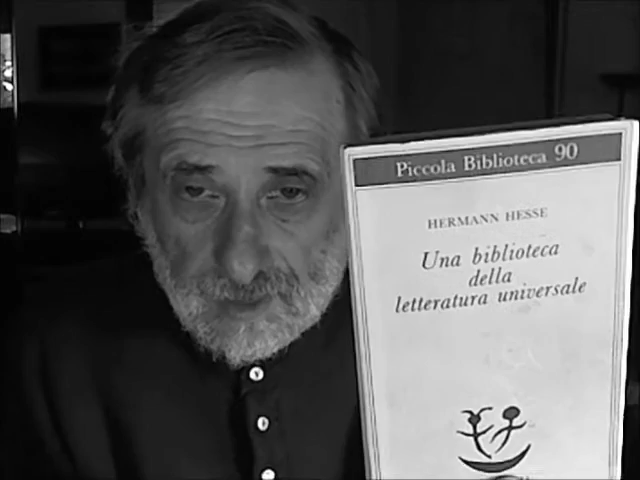 Piccola Biblioteca 90
HERMANN HESSE
Una biblioteca
della
letteratura universale